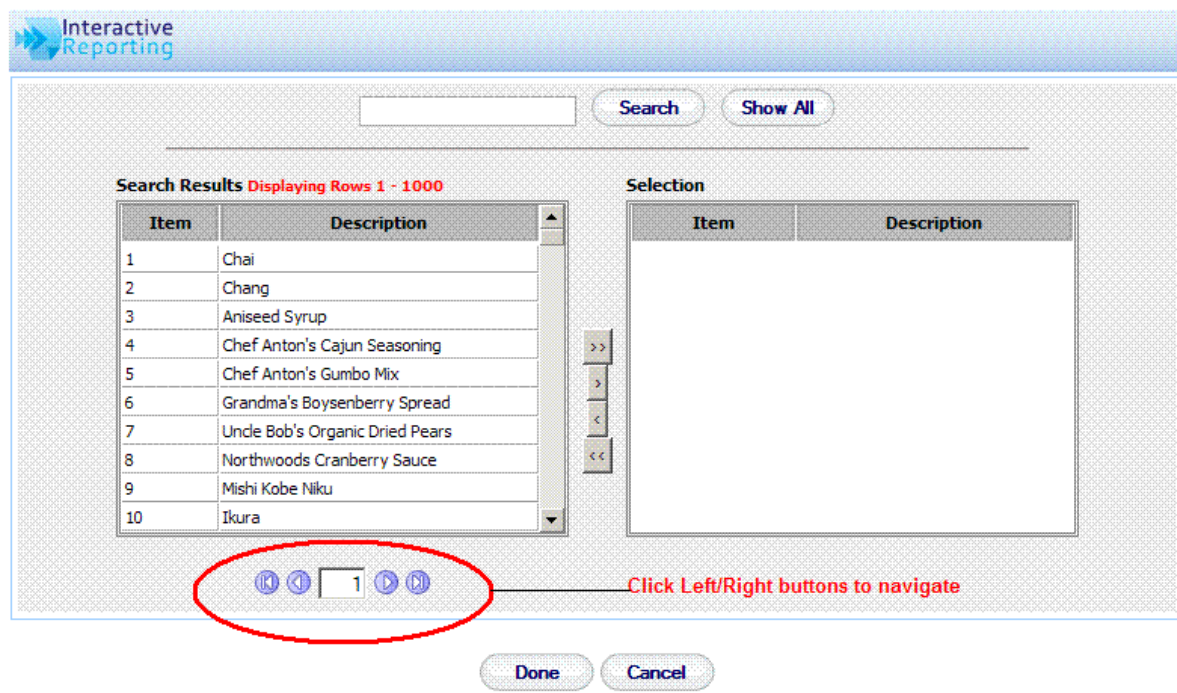 Interactive
Reporting
Search
Show All
Search Results Displaying Rows 1 - 1000
Selection
Item Description
Item Description
1 Chai
2 Chang
3 Aniseed Syrup
4 Chef Anton's Cajun Seasoning
5 Chef Anton's Gumbo Mix
6 Grandma's Boysenberry Spread
7 Uncle Bob's Organic Dried Pears
8 Northwoods Cranberry Sauce
9 Mishi Kobe Niku
10 Ikura
>>
>
<
<<
1
Click Left/Right buttons to navigate
Done
Cancel